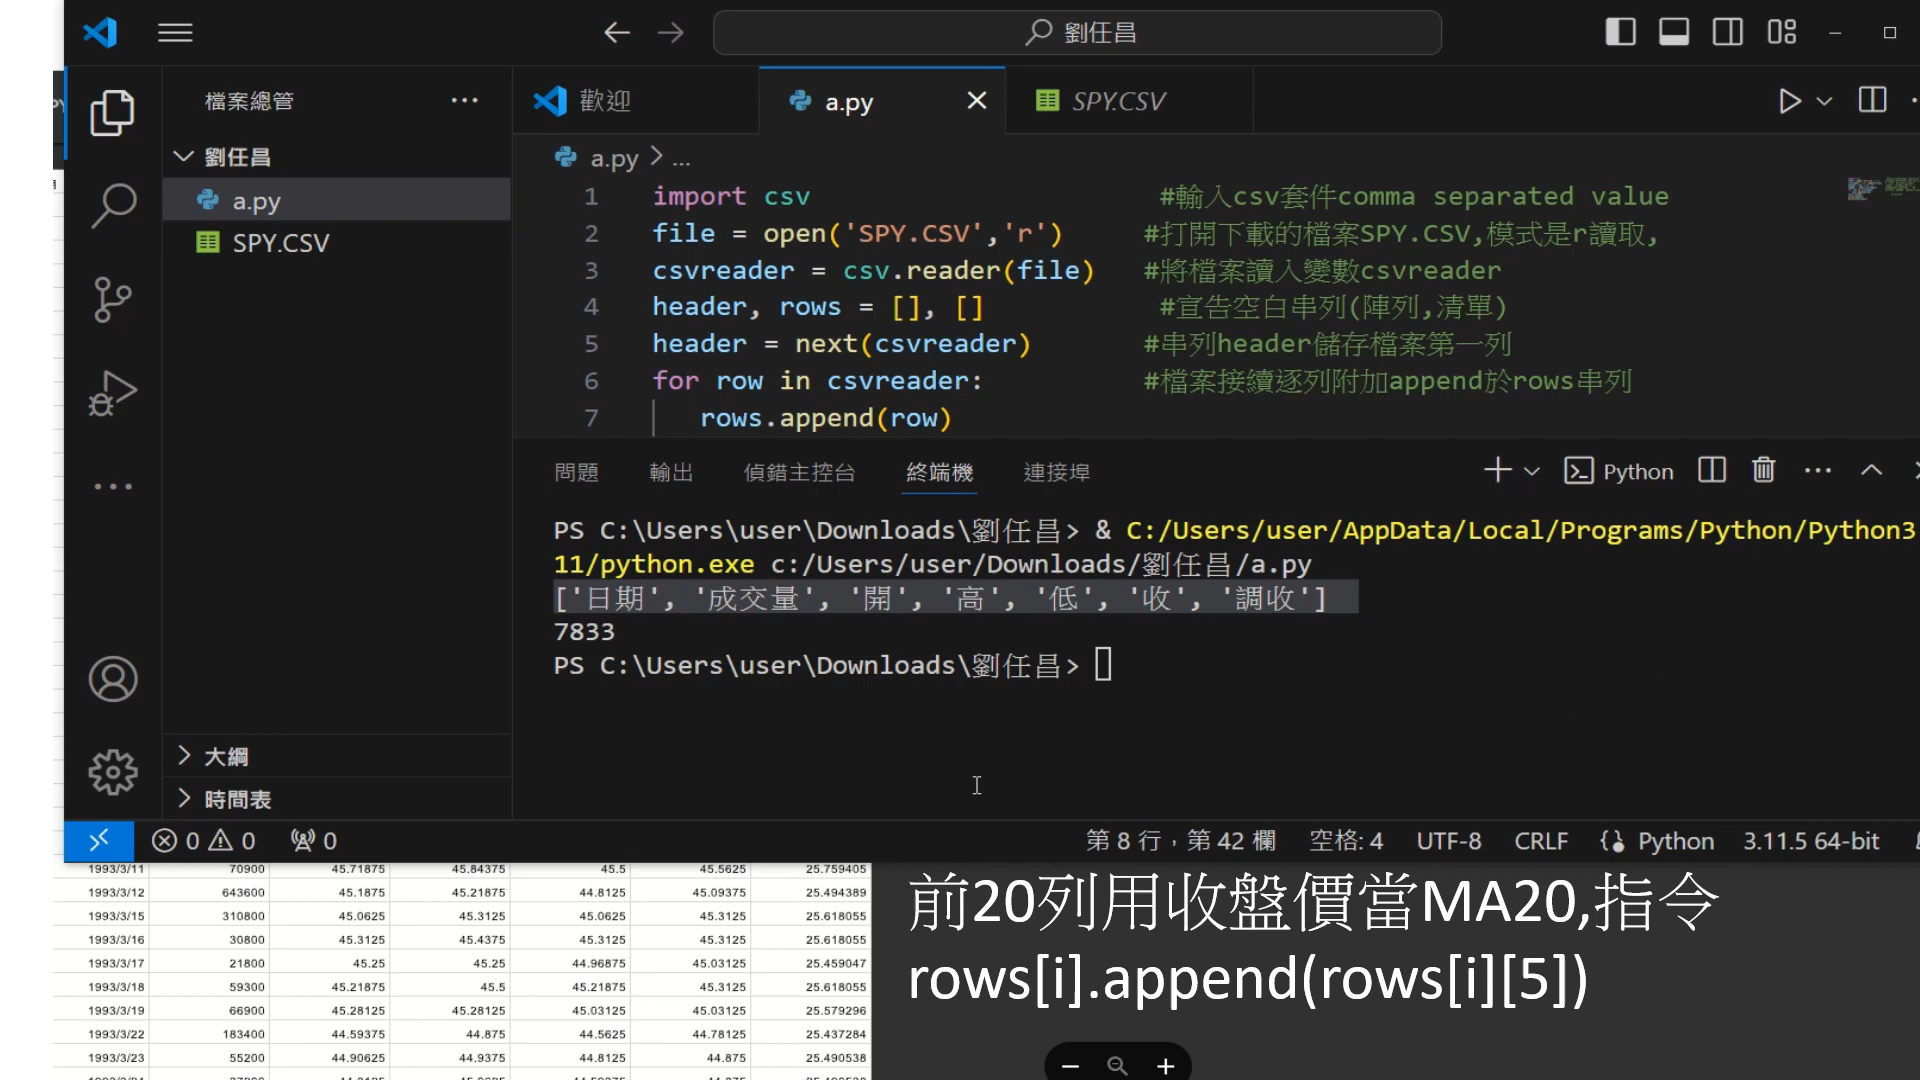 劉任昌
檔案總管
歡迎
a.py
SPY.CSV
劉任昌
a.py
SPY.CSV
大綱
時間表
a.py > ...
1 import csv #輸入csv套件comma separated value
2 file = open('SPY.CSV','r') #打開下載的檔案SPY.CSV,模式是r讀取,
3 csvreader = csv.reader(file) #將檔案讀入變數csvreader
4 header, rows = [], [] #宣告空白串列(陣列,清單)
5 header = next(csvreader) #串列header儲存檔案第一列
6 for row in csvreader: #檔案接續逐列附加append於rows串列
7 rows.append(row)
問題 輸出 偵錯主控台 終端機 連接埠
Python
PS C:\Users\user\Downloads\劉任昌> & C:/Users/user/AppData/Local/Programs/Python/Python3
11/python.exe c:/Users/user/Downloads/劉任昌/a.py
['日期', '成交量', '開', '高', '低', '收', '調收']
7833
PS C:\Users\user\Downloads\劉任昌>
0 0 0 第 8 行，第 42 欄 空格: 4 UTF-8 CRLF Python 3.11.5 64-bit
1993/3/11 70900 45.71875 45.84375 45.5 45.5625 25.759405
1993/3/12 643600 45.1875 45.21875 44.8125 45.09375 25.494389
1993/3/15 310800 45.0625 45.3125 45.0625 45.3125 25.618055
1993/3/16 30800 45.3125 45.4375 45.3125 45.3125 25.618055
1993/3/17 21800 45.25 45.25 44.96875 45.03125 25.459047
1993/3/18 59300 45.21875 45.5 45.21875 45.3125 25.618055
1993/3/19 66900 45.28125 45.28125 45.03125 45.03125 25.579296
1993/3/22 183400 44.59375 44.875 44.5625 44.78125 25.437284
1993/3/23 55200 44.90625 44.9375 44.8125 44.875 25.490538
前20列用收盤價當MA20,指令
rows[i].append(rows[i][5])